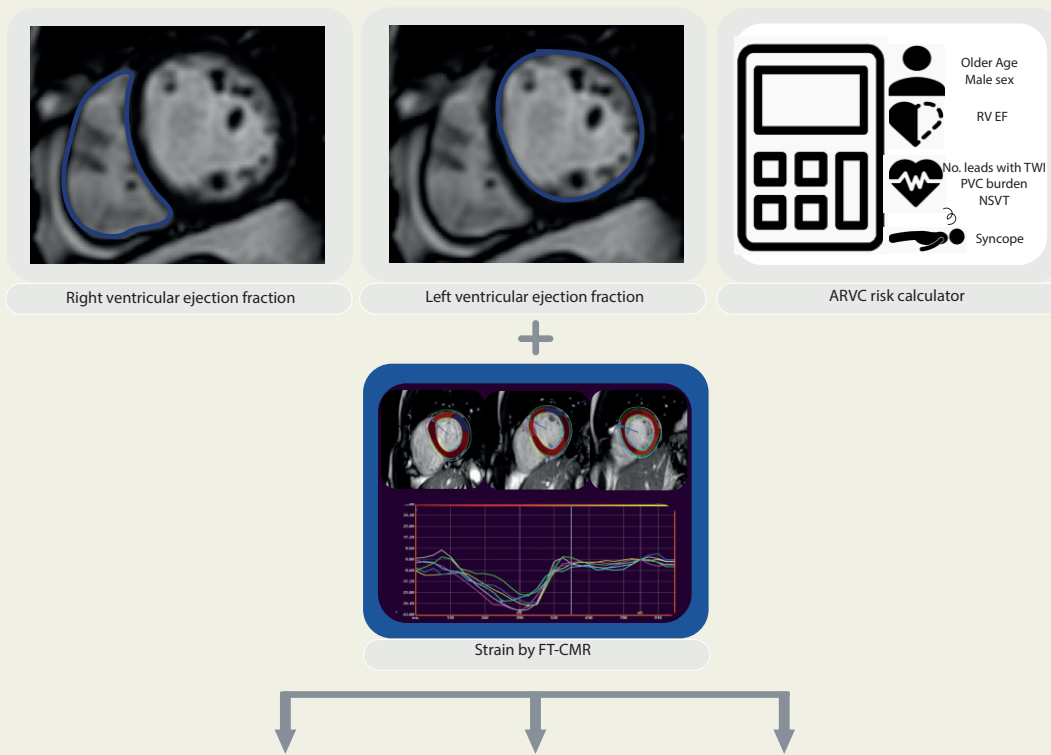 Older Age
Male sex
RV EF
No. leads with TWI
PVC burden
NSVT
Syncope
Right ventricular ejection fraction
Left ventricular ejection fraction
ARVC risk calculator
+
Strain by FT-CMR